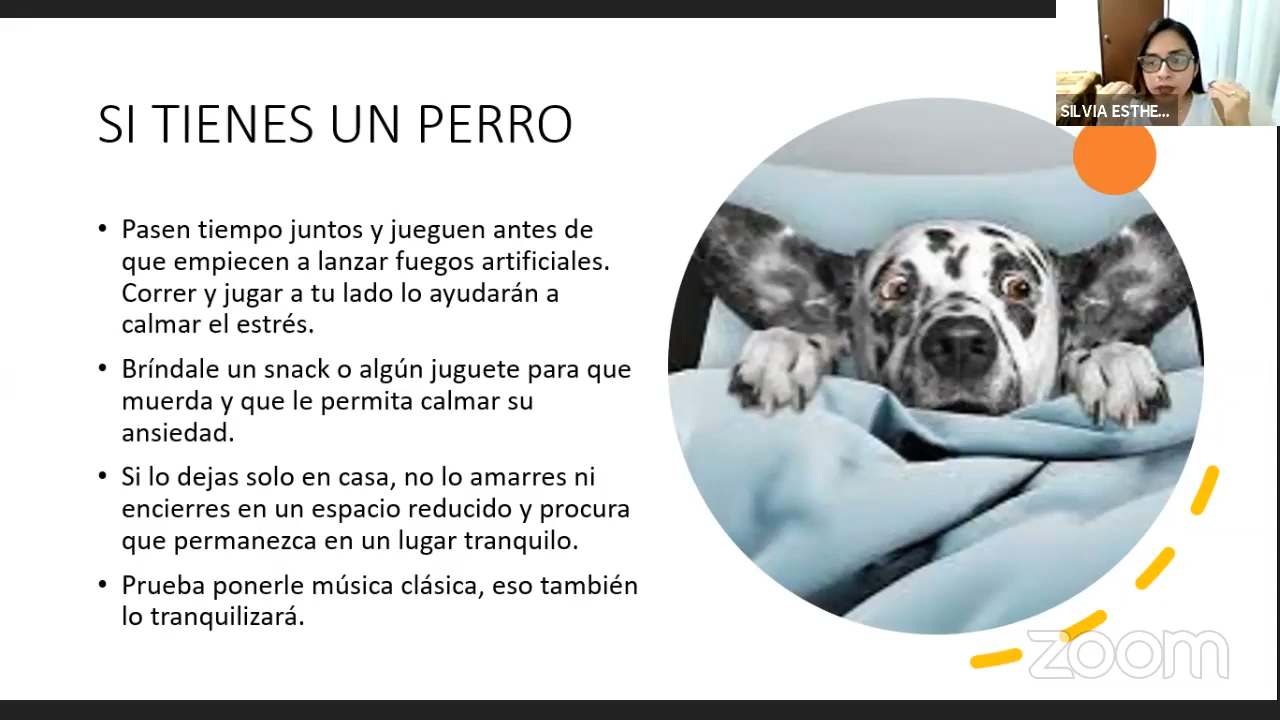 SILVIA ESTHE...
SI TIENES UN PERRO
• Pasen tiempo juntos y jueguen antes de
que empiecen a lanzar fuegos artificiales.
Correr y jugar a tu lado lo ayudarán a
calmar el estrés.
• Bríndale un snack o algún juguete para que
muerda y que le permita calmar su
ansiedad.
• Si lo dejas solo en casa, no lo amarres ni
encierres en un espacio reducido y procura
que permanezca en un lugar tranquilo.
• Prueba ponerle música clásica, eso también
lo tranquilizará.
zoom